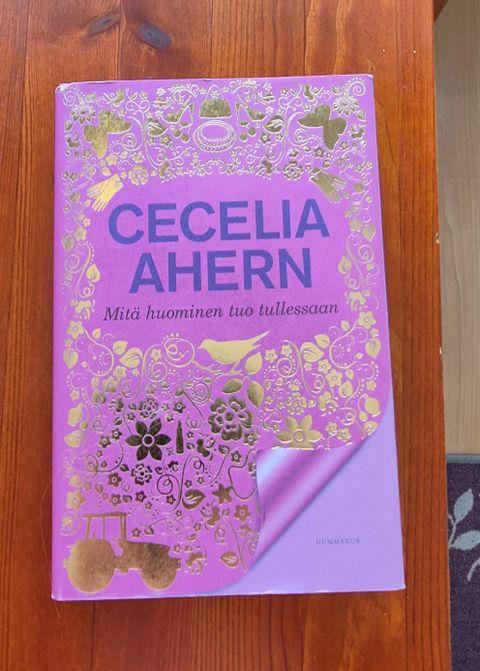 CECELIA
AHERN
Mitä huominen tuo tullessaan
GUMMERUS